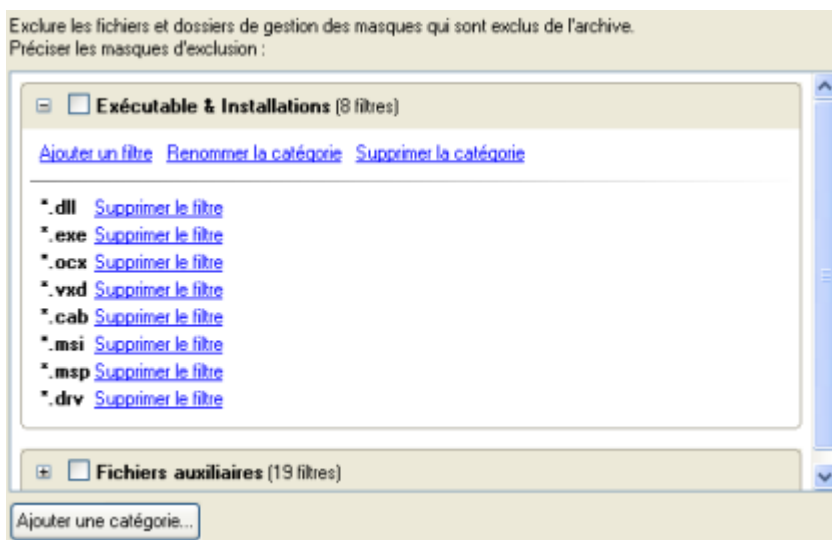 Exclure les fichiers et dossiers de gestion des masques qui sont exclus de l'archive.
Préciser les masques d'exclusion :
Exécutable & Installations (8 filtres)
Ajouter un filtre Renommer la catégorie Supprimer la catégorie
*.dll Supprimer le filtre
*.exe Supprimer le filtre
*.ocx Supprimer le filtre
*.vxd Supprimer le filtre
*.cab Supprimer le filtre
*.msi Supprimer le filtre
*.msp Supprimer le filtre
*.drv Supprimer le filtre
Fichiers auxiliaires (19 filtres)
Ajouter une catégorie...